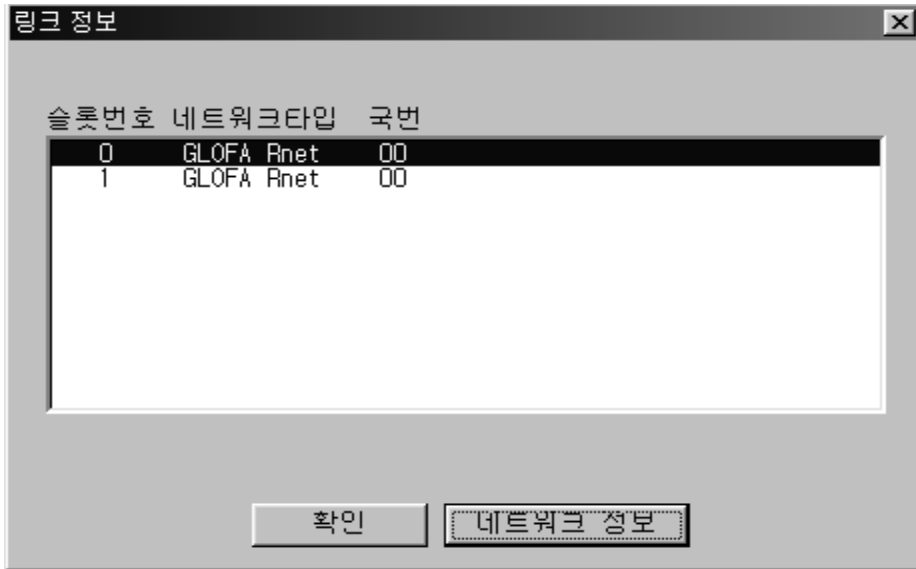 링크 정보
슬롯번호 네트워크타입 국번
0 GLOFA Rnet 00
1 GLOFA Rnet 00
확인 네트워크 정보